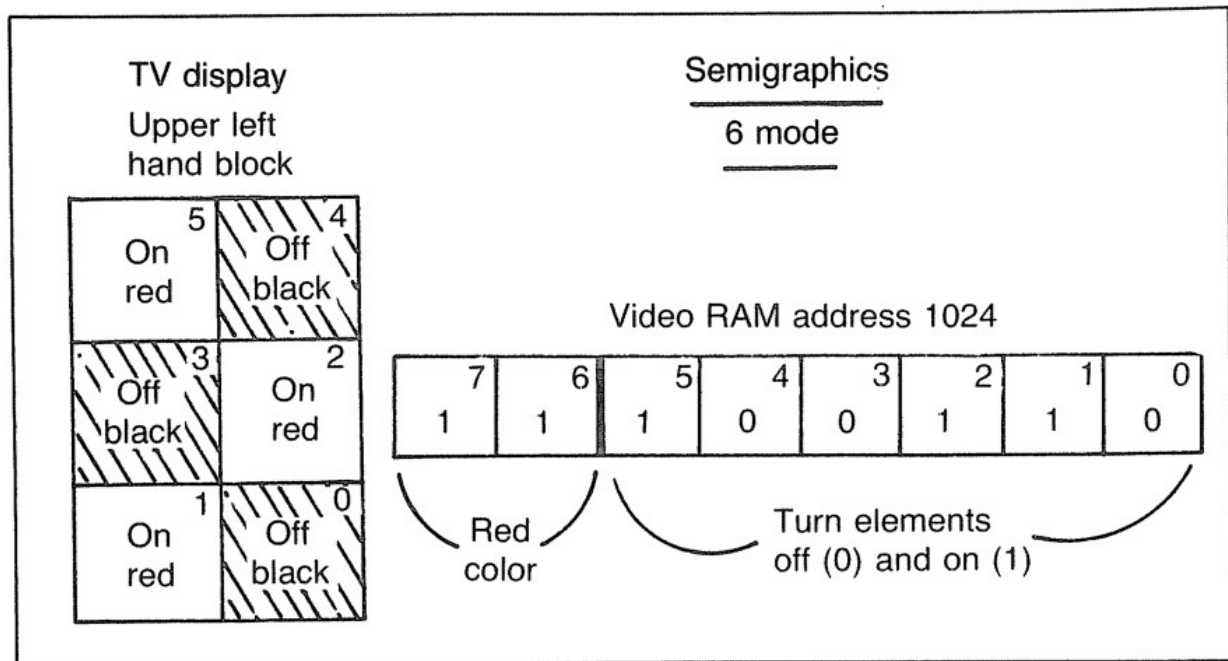 TV display
Upper left
hand block
Semigraphics
6 mode
5
On
red
4
Off
black
3
Off
black
2
On
red
1
On
red
0
Off
black
Video RAM address 1024
7 6 5 4 3 2 1 0
1 1 1 0 0 1 1 0
Red
color
Turn elements
off (0) and on (1)